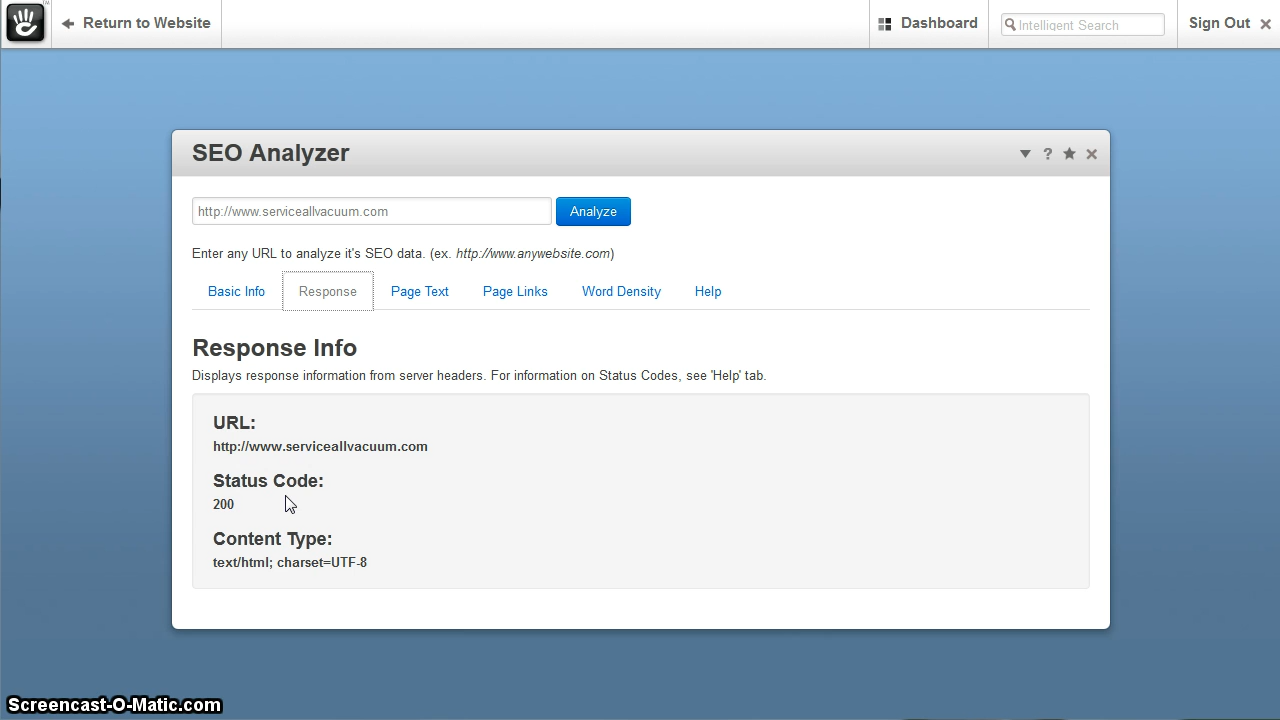 Return to Website
Dashboard
Intelligent Search
Sign Out
SEO Analyzer
?
http://www.serviceallvacuum.com
Analyze
Enter any URL to analyze it's SEO data. (ex. http://www.anywebsite.com)
Basic Info
Response
Page Text
Page Links
Word Density
Help
Response Info
Displays response information from server headers. For information on Status Codes, see 'Help' tab.
URL:
http://www.serviceallvacuum.com
Status Code:
200
Content Type:
text/html; charset=UTF-8
Screencast-O-Matic.com